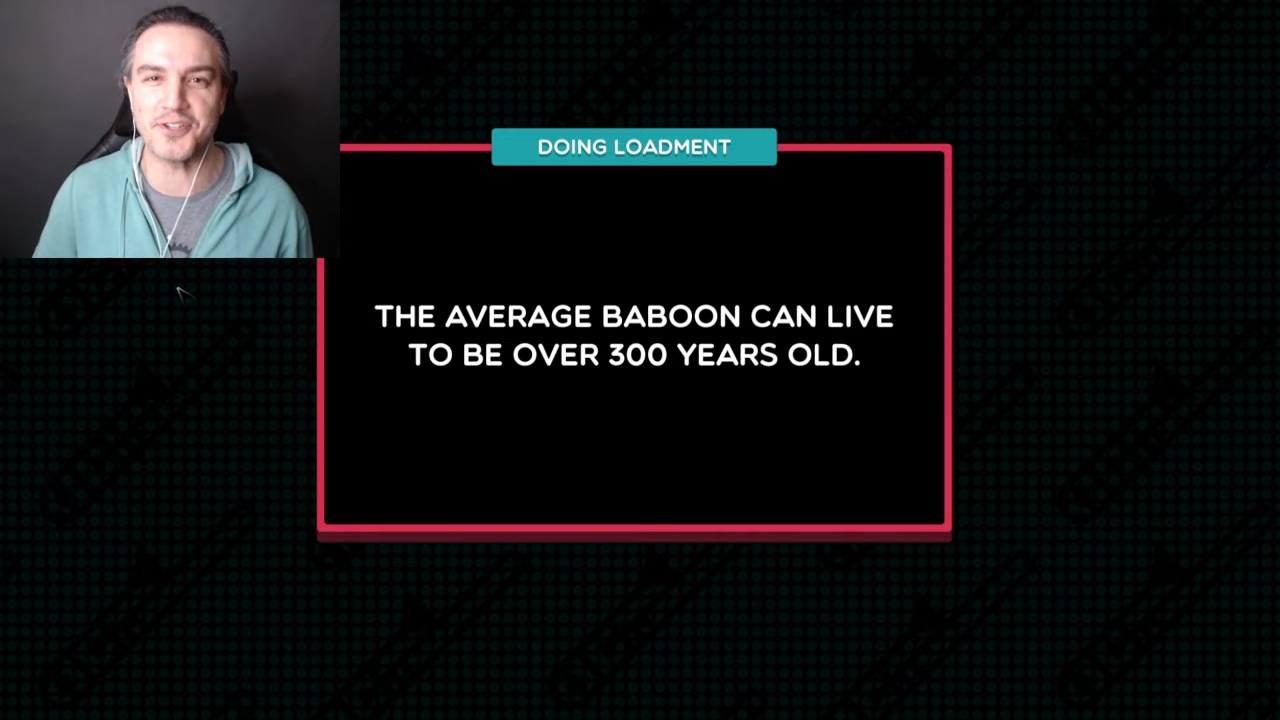 DOING LOADMENT
THE AVERAGE BABOON CAN LIVE
TO BE OVER 300 YEARS OLD.